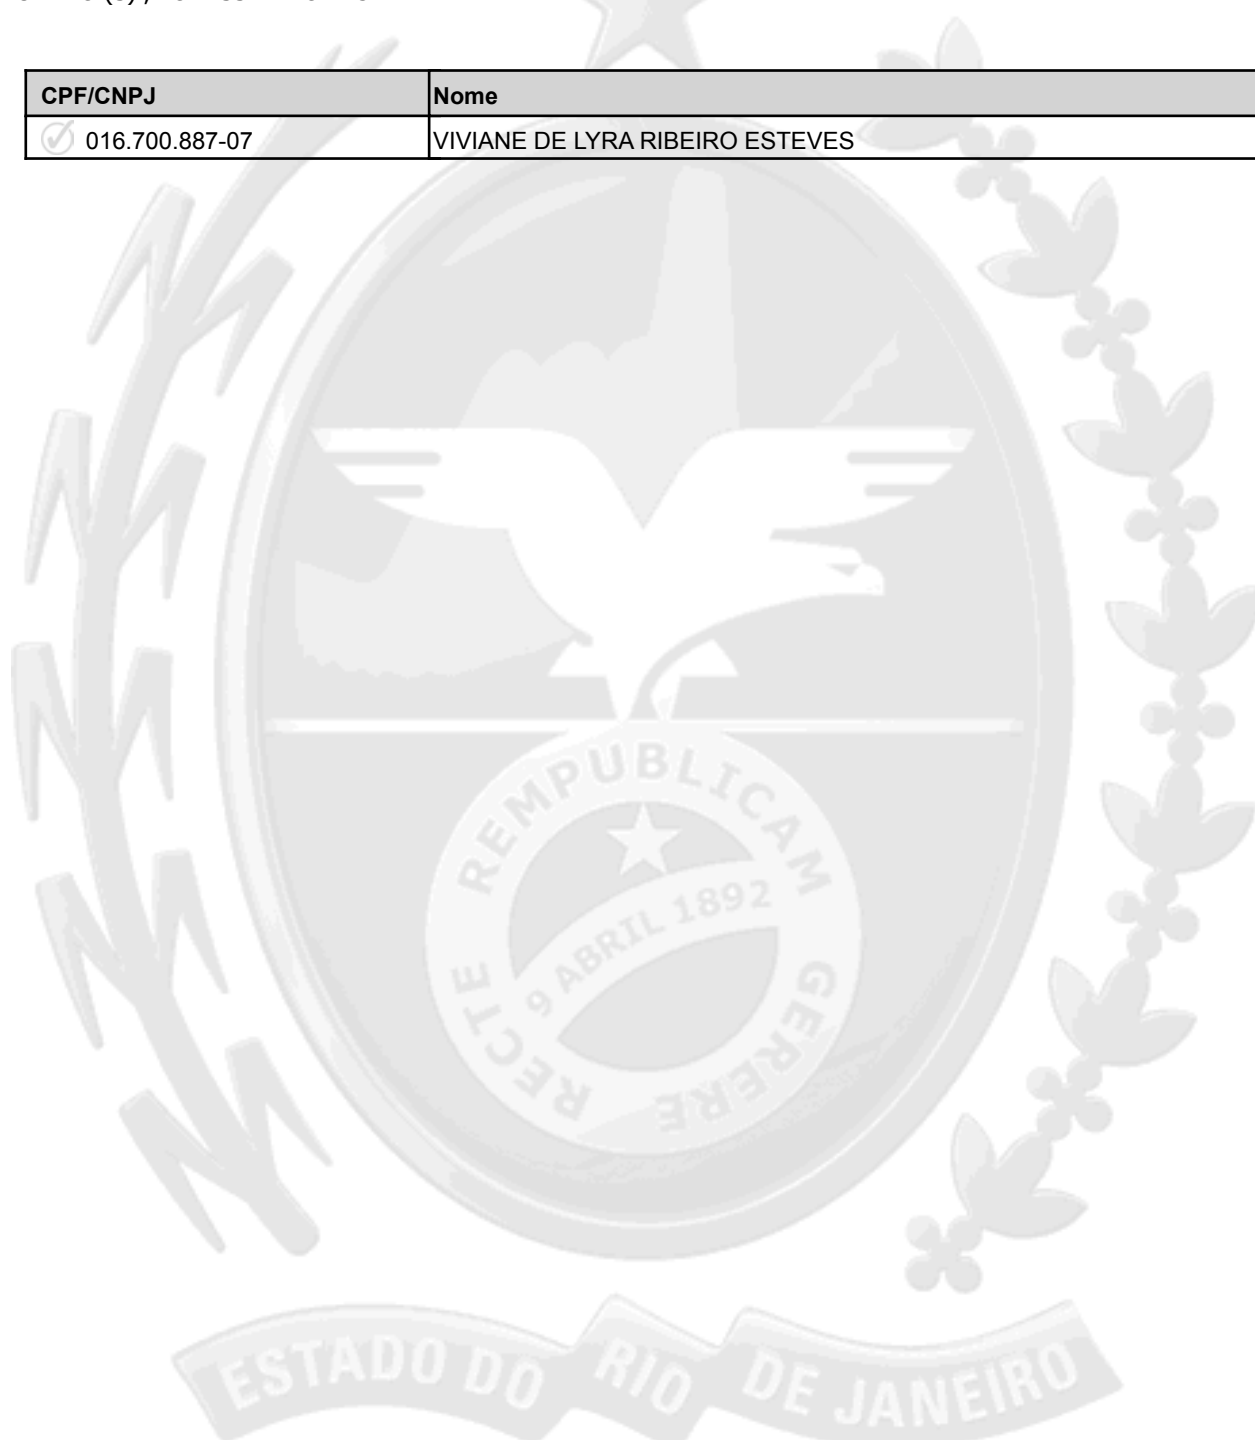 CPF/CNPJ Nome
016.700.887-07 VIVIANE DE LYRA RIBEIRO ESTEVES
REMPUBLICAM
9 ABRIL 1892
RECTE GERERE
ESTADO DO RIO DE JANEIRO